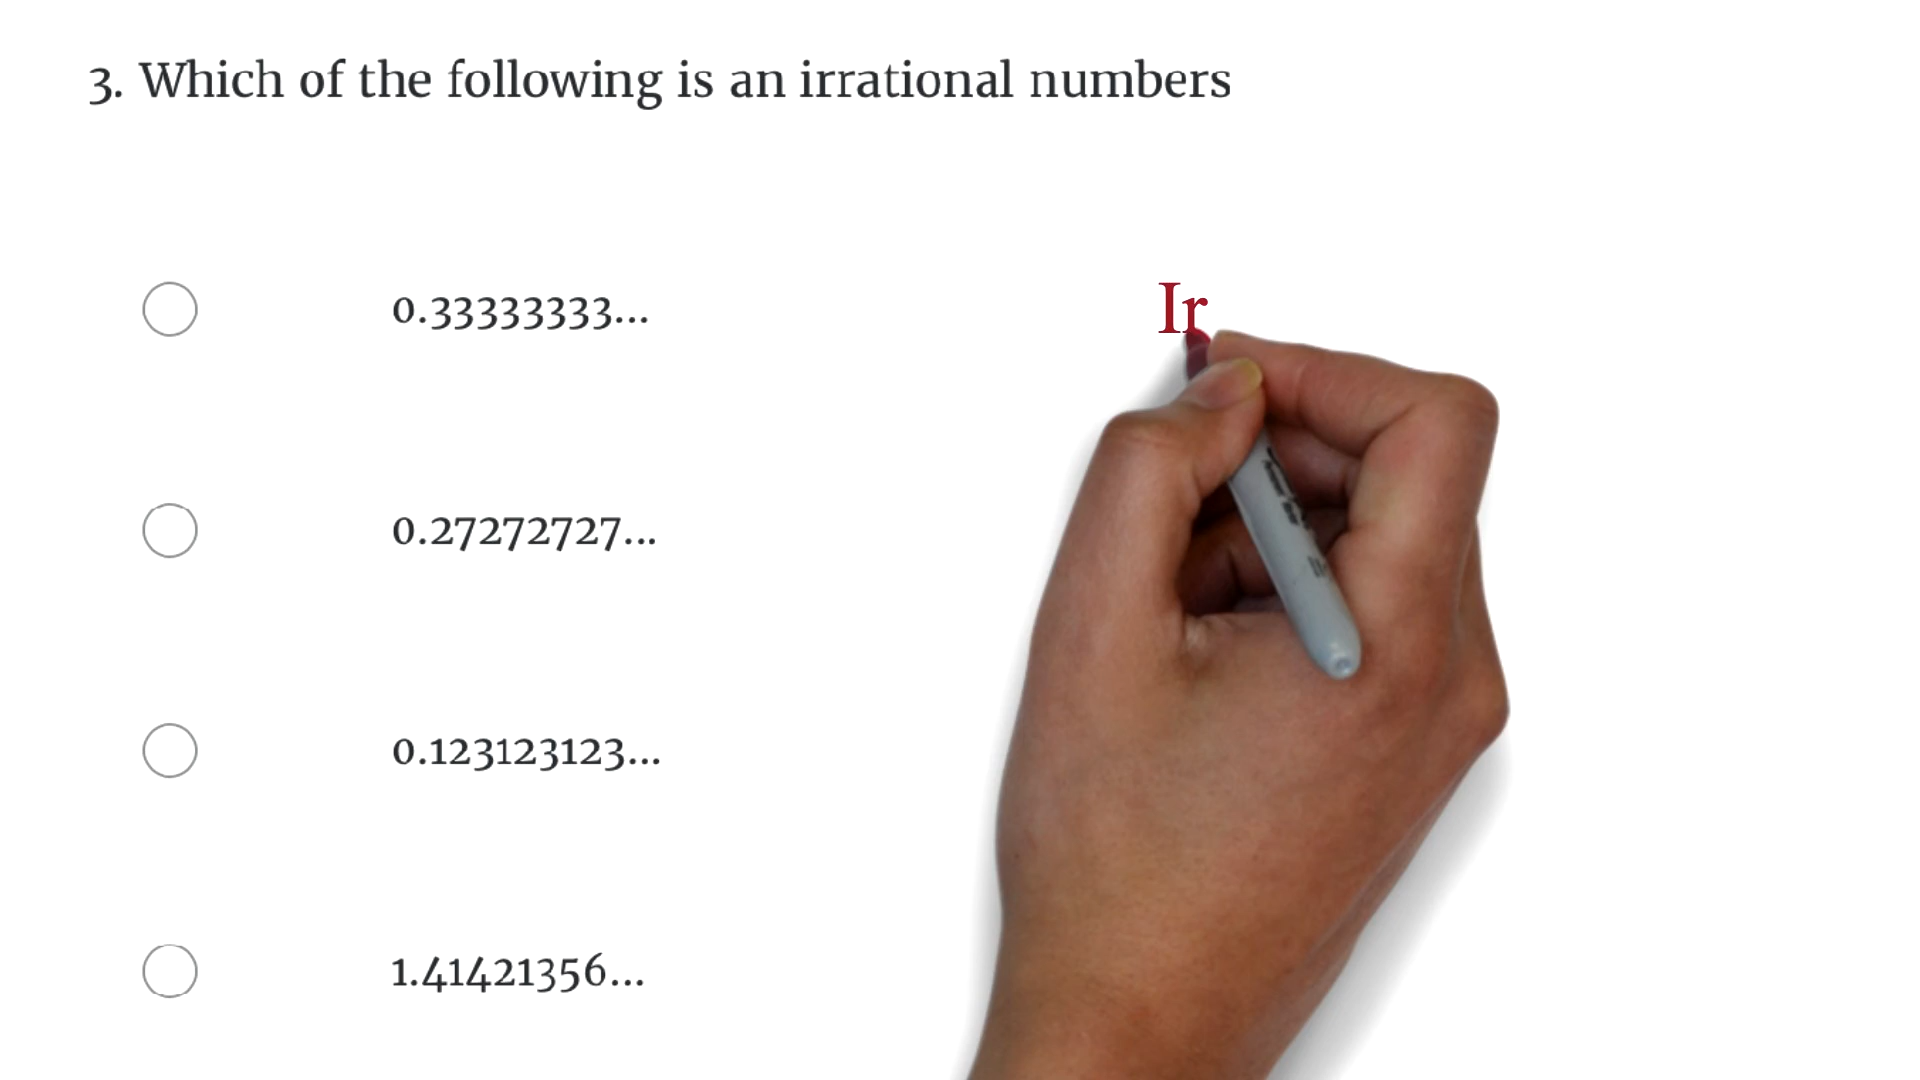 3. Which of the following is an irrational numbers
0.33333333...
Ir
0.27272727...
0.123123123...
1.41421356...